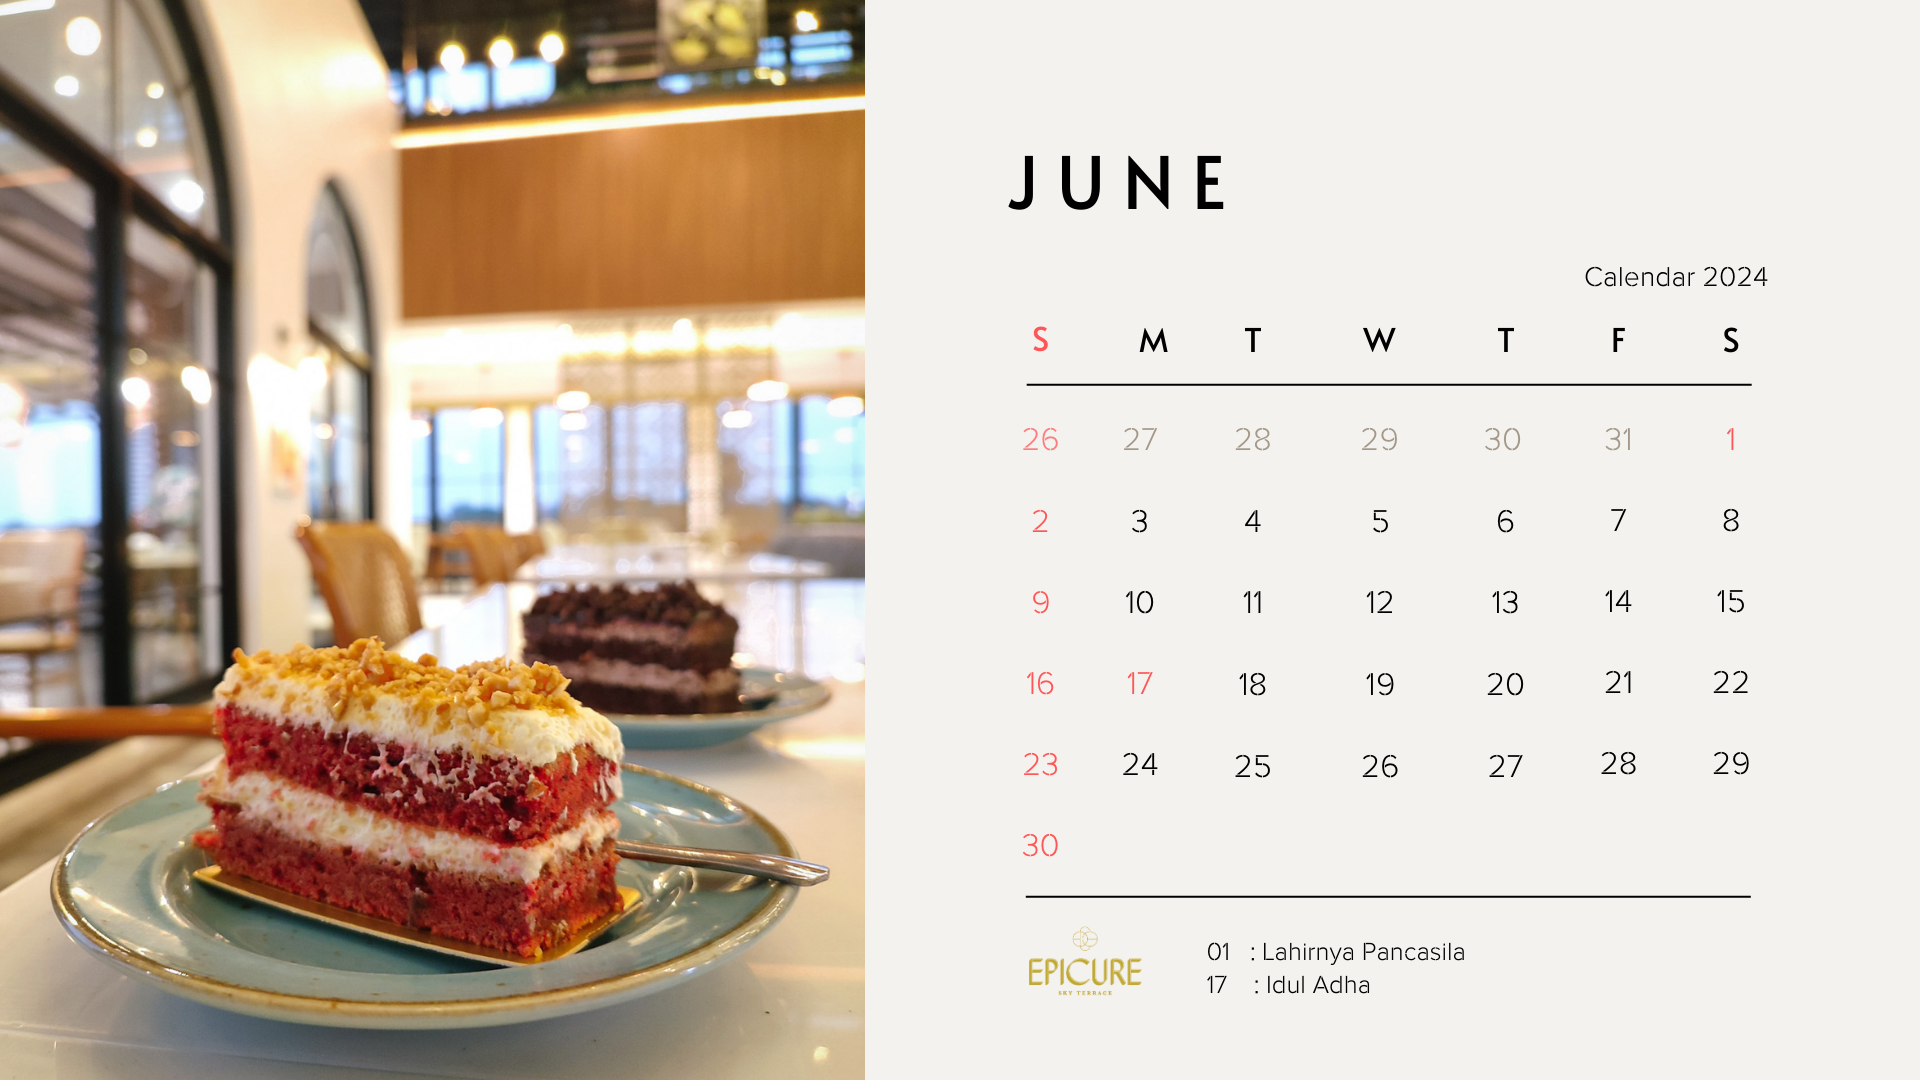 JUNE
Calendar 2024
S M T W T F S
26 27 28 29 30 31 1
2 3 4 5 6 7 8
9 10 11 12 13 14 15
16 17 18 19 20 21 22
23 24 25 26 27 28 29
30
EPICURE
SKY TERRACE
01 : Lahirnya Pancasila
17 : Idul Adha